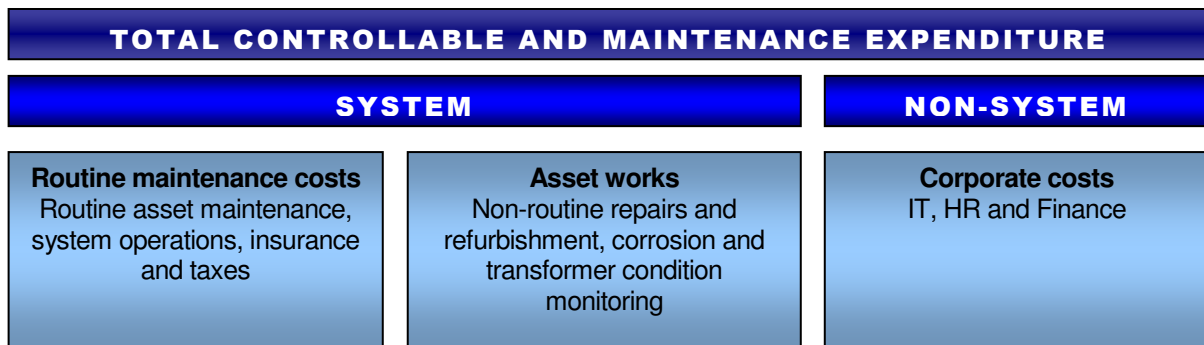 TOTAL CONTROLLABLE AND MAINTENANCE EXPENDITURE
SYSTEM
NON-SYSTEM
Routine maintenance costs
Routine asset maintenance,
system operations, insurance
and taxes
Asset works
Non-routine repairs and
refurbishment, corrosion and
transformer condition
monitoring
Corporate costs
IT, HR and Finance